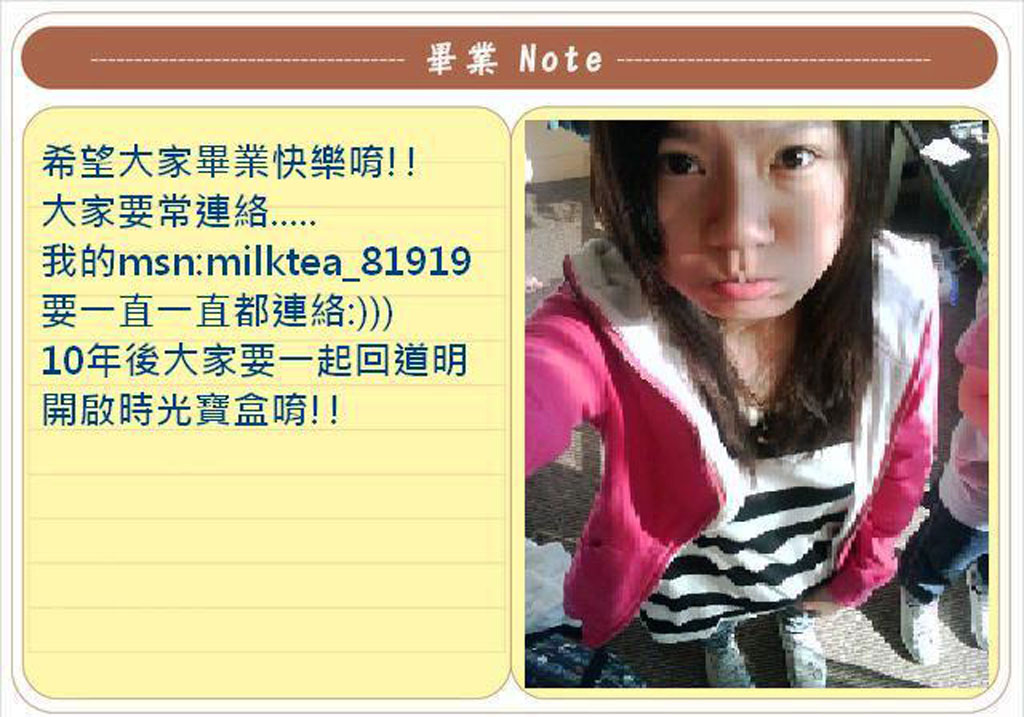 畢業 Note
希望大家畢業快樂唷!!
大家要常連絡.....
我的msn:milktea_81919
要一直一直都連絡:)))
10年後大家要一起回道明
開啟時光寶盒唷!!